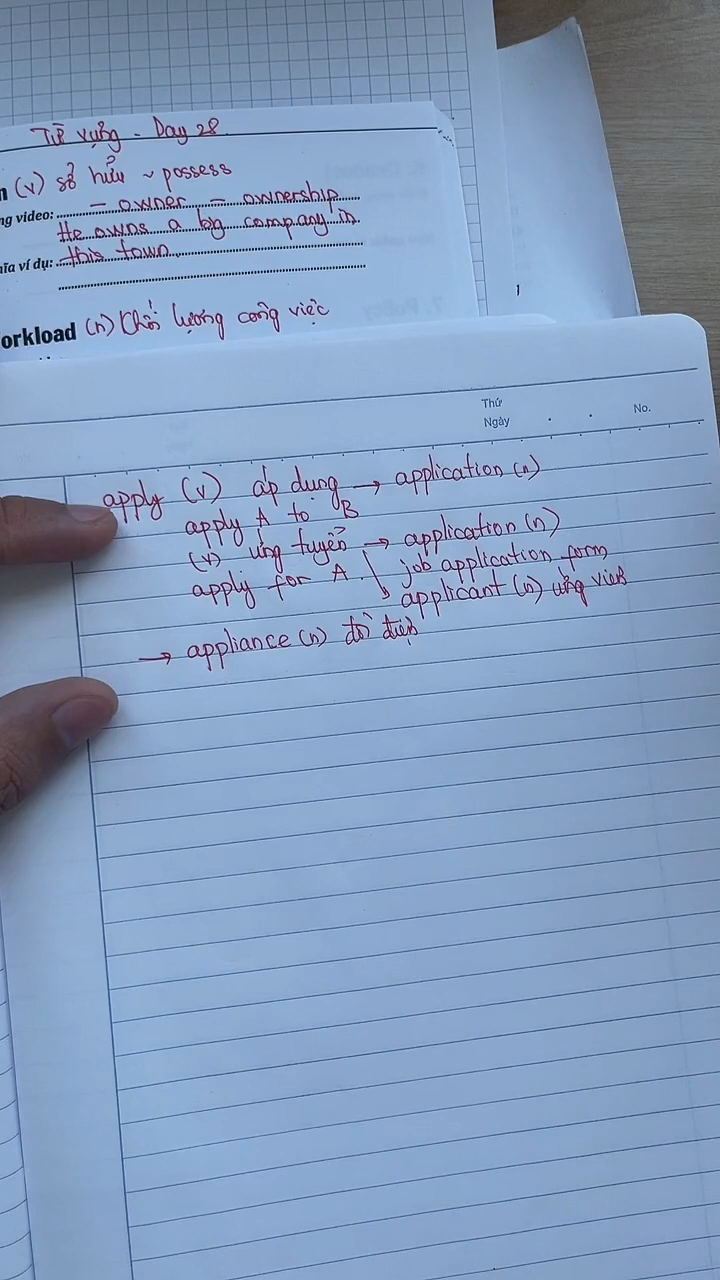 Từ vựng - Day 28
n (v) sở hữu ~ possess
- owner - ownership
ng video: He owns a big company in
hĩa ví dụ: this town
orkload (n) Khối lượng công việc
Thứ
Ngày . . No.
apply (v) áp dụng → application (n)
apply A to B
(v) ứng tuyển → application (n)
apply for A job application form
applicant (n) ứng viên
→ appliance (n) đồ điện